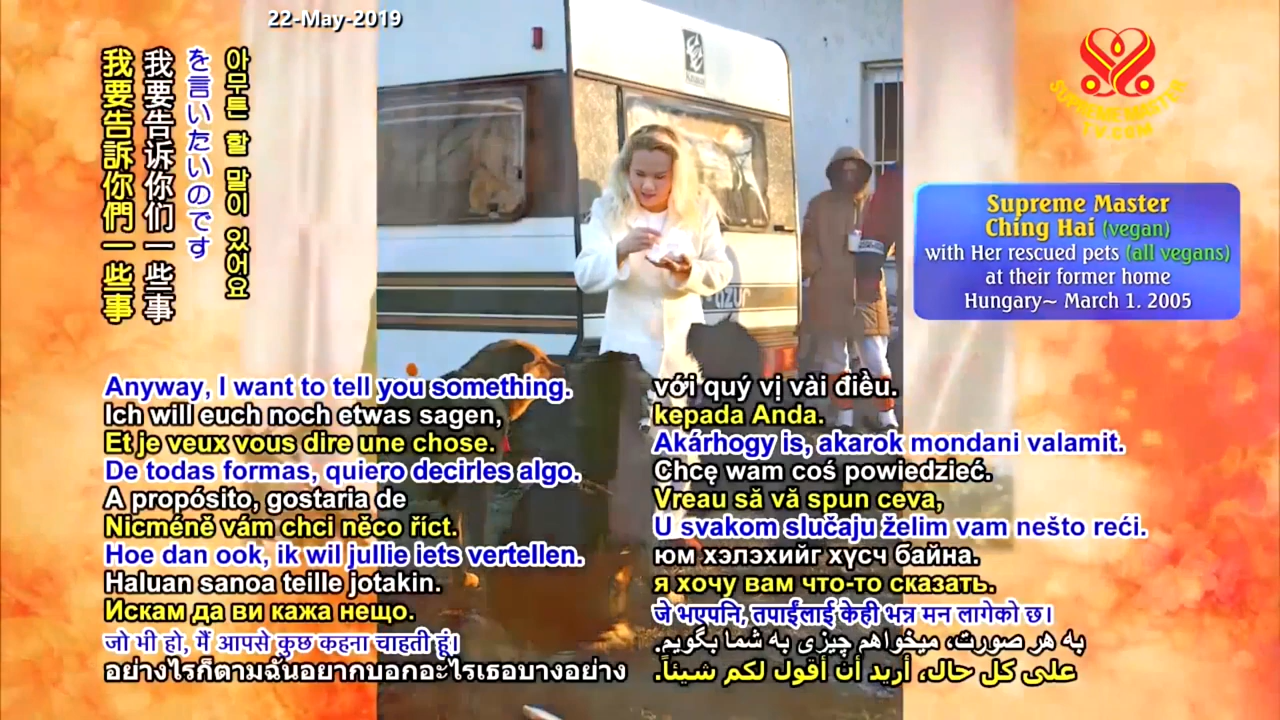 22-May-2019
我要告訴你們一些事
我要告诉你们一些事
を言いたいのです
아무튼 할 말이 있어요
SUPREME MASTER
TV.COM
Supreme Master
Ching Hai (vegan)
with Her rescued pets (all vegans)
at their former home
Hungary~ March 1. 2005
Knaus
azur
Anyway, I want to tell you something.
Ich will euch noch etwas sagen,
Et je veux vous dire une chose.
De todas formas, quiero decirles algo.
A propósito, gostaria de
Nicméně vám chci něco říct.
Hoe dan ook, ik wil jullie iets vertellen.
Haluan sanoa teille jotakin.
Искам да ви кажа нещо.
जो भी हो, मैं आपसे कुछ कहना चाहती हूं।
อย่างไรก็ตามฉันอยากบอกอะไรเธอบางอย่าง
với quý vị vài điều.
kepada Anda.
Akárhogy is, akarok mondani valamit.
Chcę wam coś powiedzieć.
Vreau să vă spun ceva,
U svakom slučaju želim vam nešto reći.
юм хэлэхийг хүсч байна.
я хочу вам что-то сказать.
जे भएपनि, तपाईंलाई केही भन्न मन लागेको छ।
به هر صورت، میخواهم چیزی به شما بگویم.
على كل حال، أريد أن أقول لكم شيئاً.